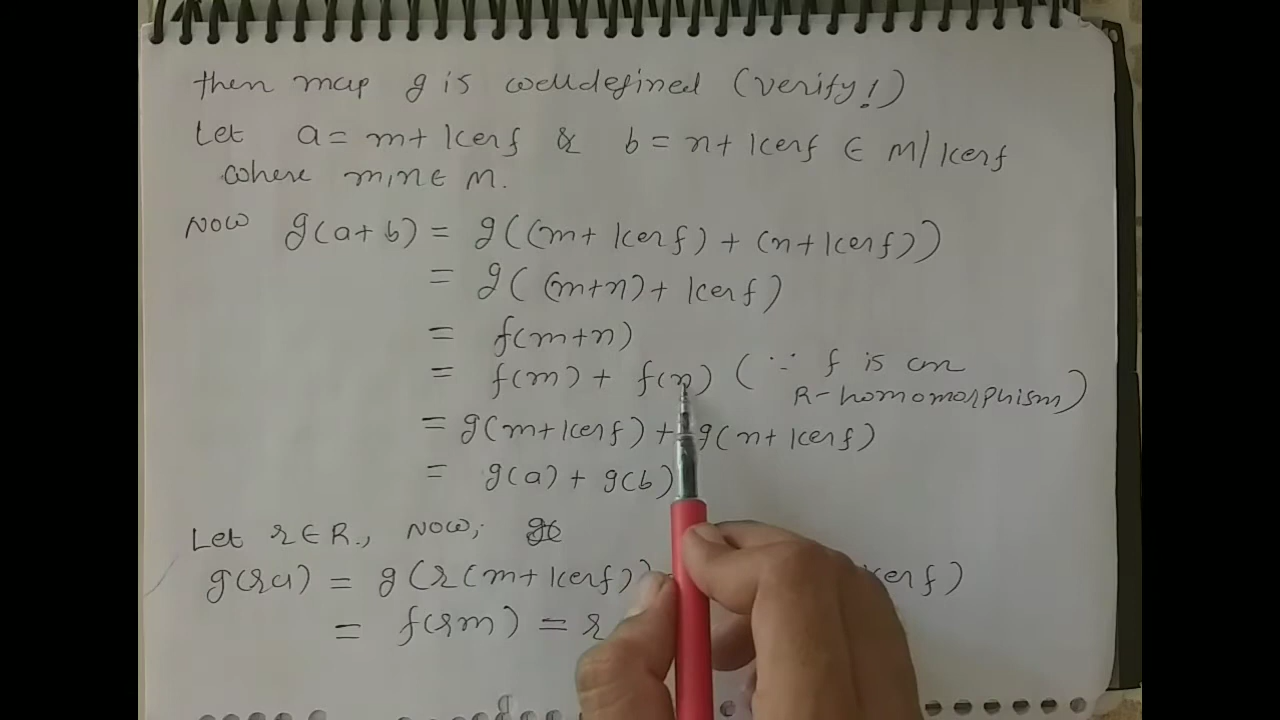 then map g is welldefined (verify!)
Let a = m + kerf & b = n + kerf ∈ M/kerf
where m,n ∈ M.
Now g(a+b) = g((m+kerf) + (n+kerf))
= g((m+n)+kerf)
= f(m+n)
= f(m) + f(n) (∵ f is an
R-homomorphism)
= g(m+kerf) + g(n+kerf)
= g(a) + g(b)
Let r ∈ R., Now,
g(ra) = g(r(m+kerf)) kerf)
= f(rm) = r